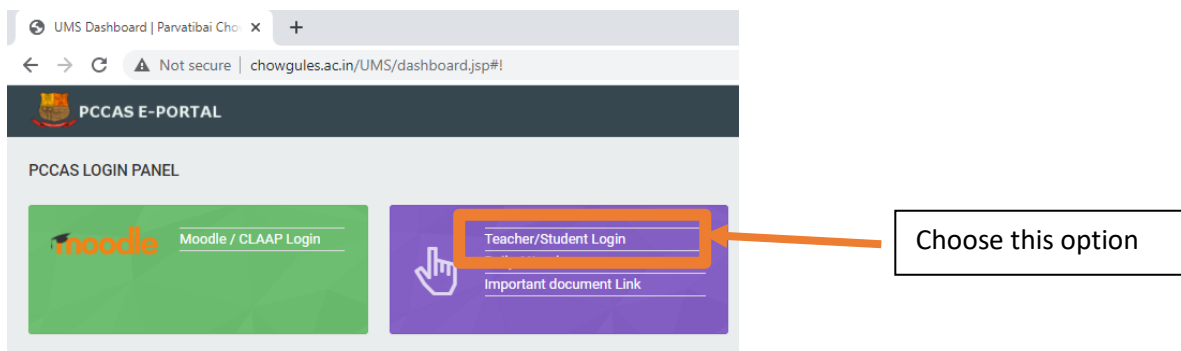 UMS Dashboard | Parvatibai Cho
Not secure | chowgules.ac.in/UMS/dashboard.jsp#!
PCCAS E-PORTAL
PCCAS LOGIN PANEL
moodle
Moodle / CLAAP Login
Teacher/Student Login
Important document Link
Choose this option